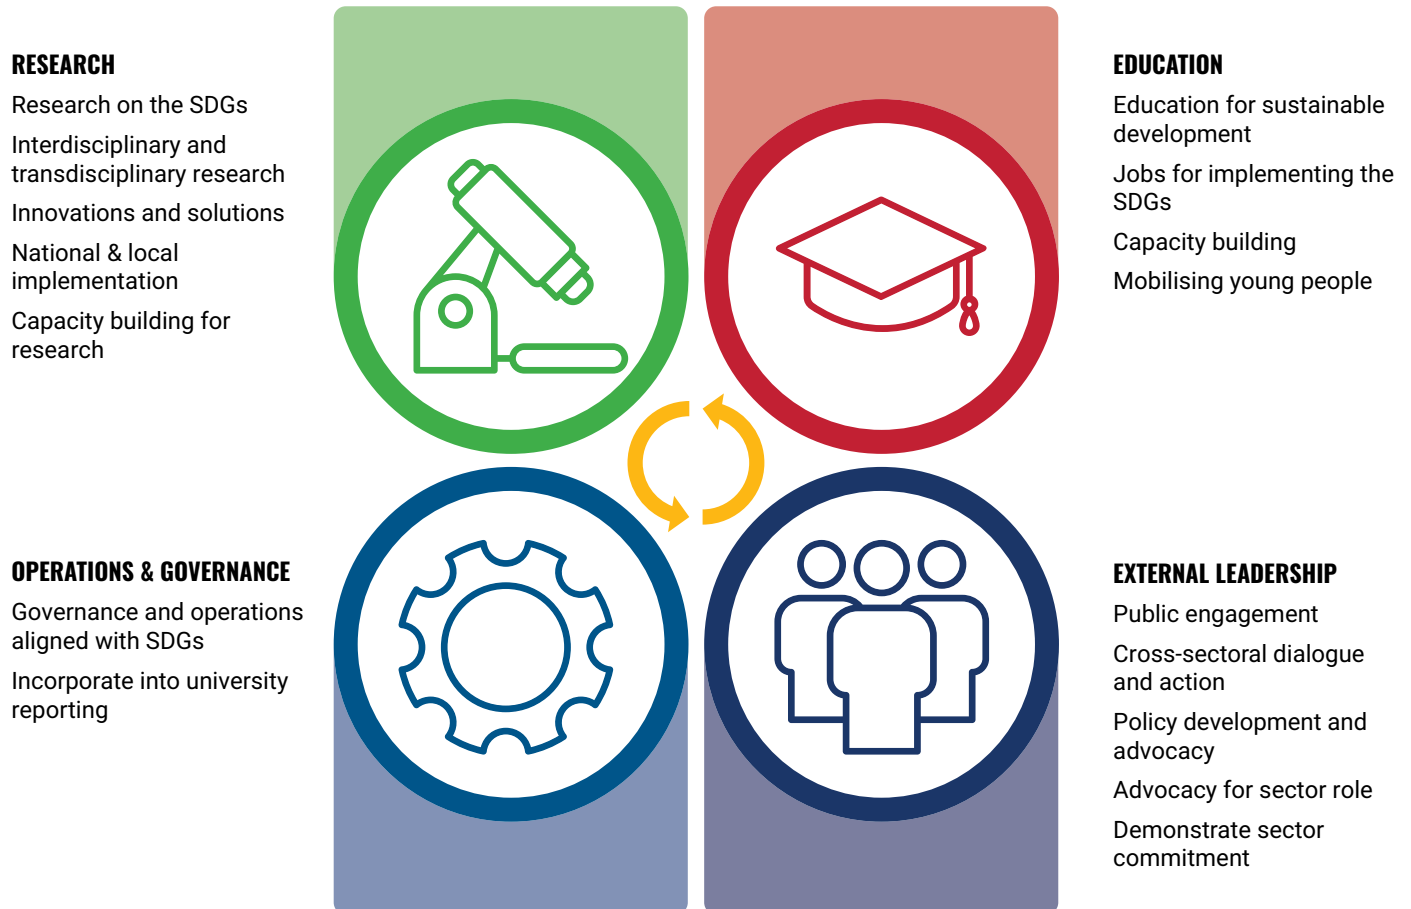 RESEARCH
Research on the SDGs
Interdisciplinary and
transdisciplinary research
Innovations and solutions
National & local
implementation
Capacity building for
research
EDUCATION
Education for sustainable
development
Jobs for implementing the
SDGs
Capacity building
Mobilising young people
OPERATIONS & GOVERNANCE
Governance and operations
aligned with SDGs
Incorporate into university
reporting
EXTERNAL LEADERSHIP
Public engagement
Cross-sectoral dialogue
and action
Policy development and
advocacy
Advocacy for sector role
Demonstrate sector
commitment